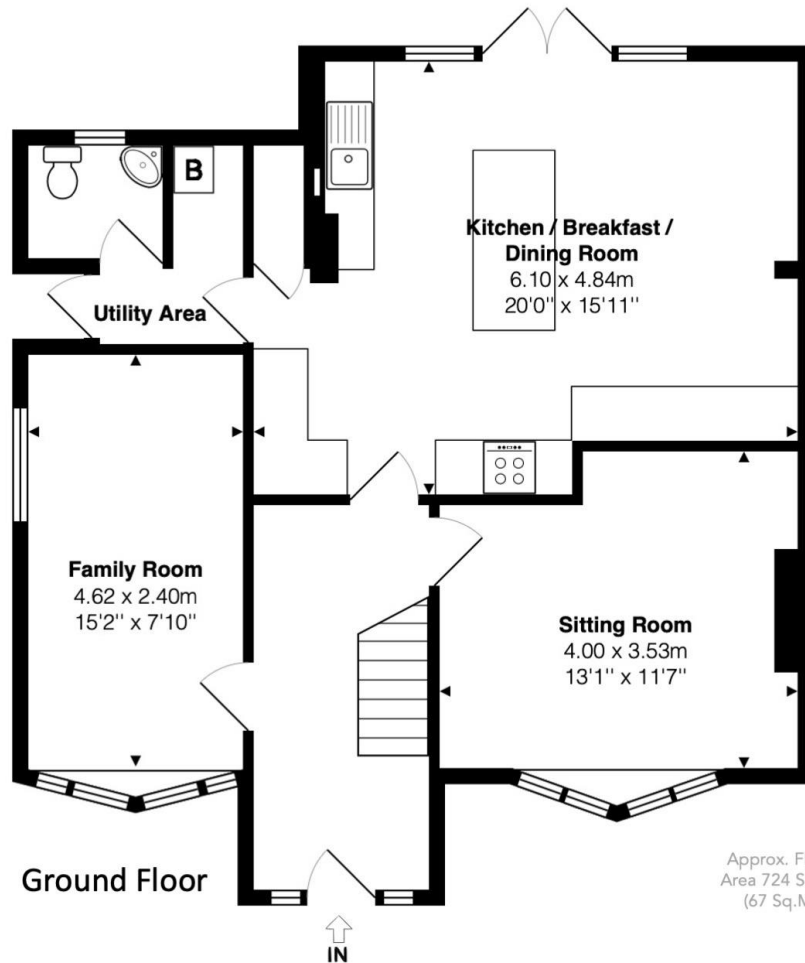 B
Utility Area
Kitchen / Breakfast /
Dining Room
6.10 x 4.84m
20'0" x 15'11"
Family Room
4.62 x 2.40m
15'2" x 7'10"
Sitting Room
4.00 x 3.53m
13'1" x 11'7"
Ground Floor
Approx.
Area 724
(67
IN